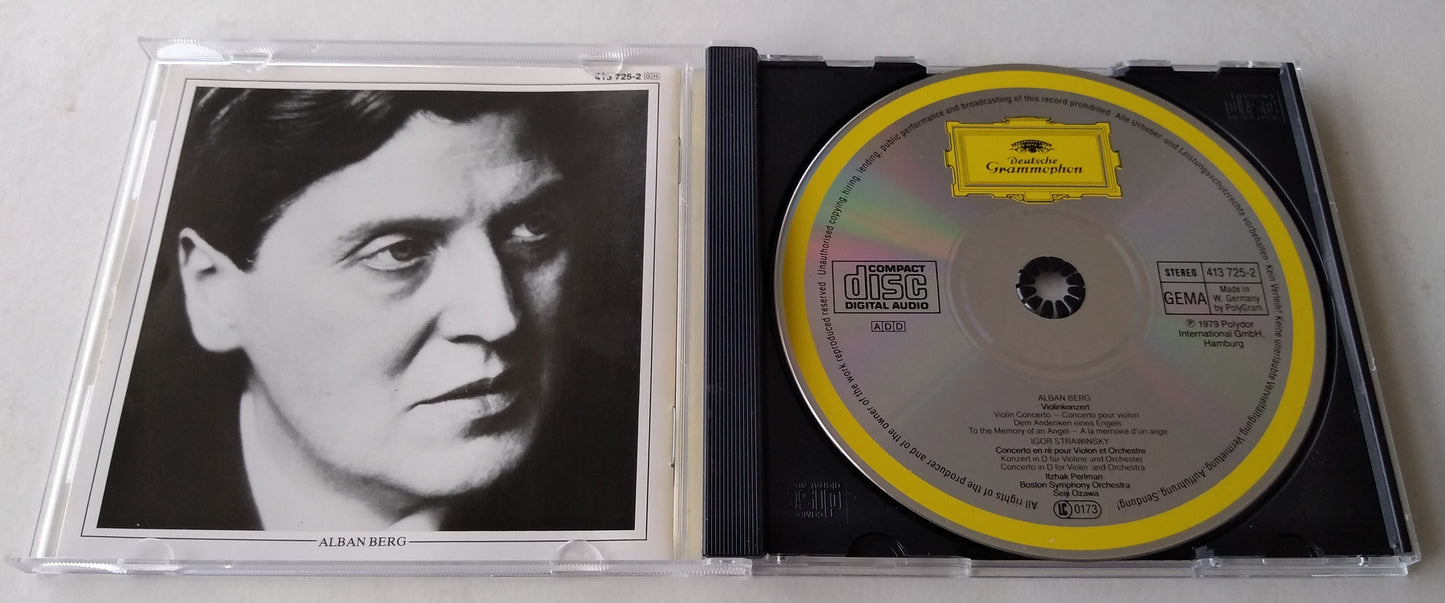 413 725-2 GH
ALBAN BERG
Deutsche
Grammophon
All rights of the producer and of the owner of the work reproduced reserved · Unauthorised copying, hiring, lending, public performance and broadcasting of this record prohibited. Alle Urheber- und Leistungsschutzrechte vorbehalten. Kein Verleih! Keine unerlaubte Vervielfältigung, Vermietung, Aufführung, Sendung!
COMPACT
disc
DIGITAL AUDIO
ADD
STEREO 413 725-2
GEMA
Made in
W. Germany
by PolyGram
℗ 1979 Polydor
International GmbH,
Hamburg
ALBAN BERG
Violinkonzert
Violin Concerto – Concerto pour violon
Dem Andenken eines Engels
To the Memory of an Angel – A la memoire d'un ange
IGOR STRAWINSKY
Concerto en ré pour Violon et Orchestre
Konzert in D für Violine und Orchester
Concerto in D for Violin and Orchestra
Itzhak Perlman
Boston Symphony Orchestra
Seiji Ozawa
LC 0173